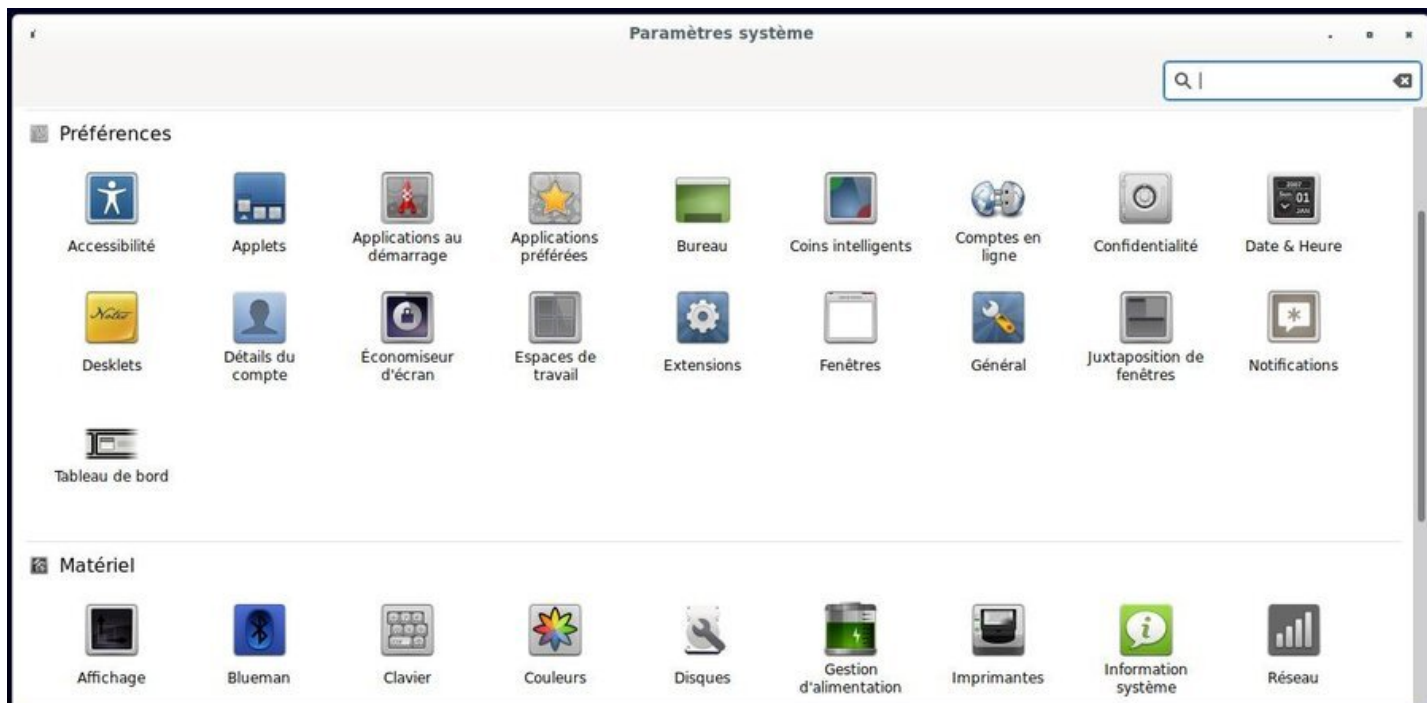 Paramètres système
Préférences
Accessibilité
Applets
Applications au
démarrage
Applications
préférées
Bureau
Coins intelligents
Comptes en
ligne
Confidentialité
Date & Heure
Desklets
Détails du
compte
Économiseur
d'écran
Espaces de
travail
Extensions
Fenêtres
Général
Juxtaposition de
fenêtres
Notifications
Tableau de bord
Matériel
Affichage
Blueman
Clavier
Couleurs
Disques
Gestion
d'alimentation
Imprimantes
Information
système
Réseau